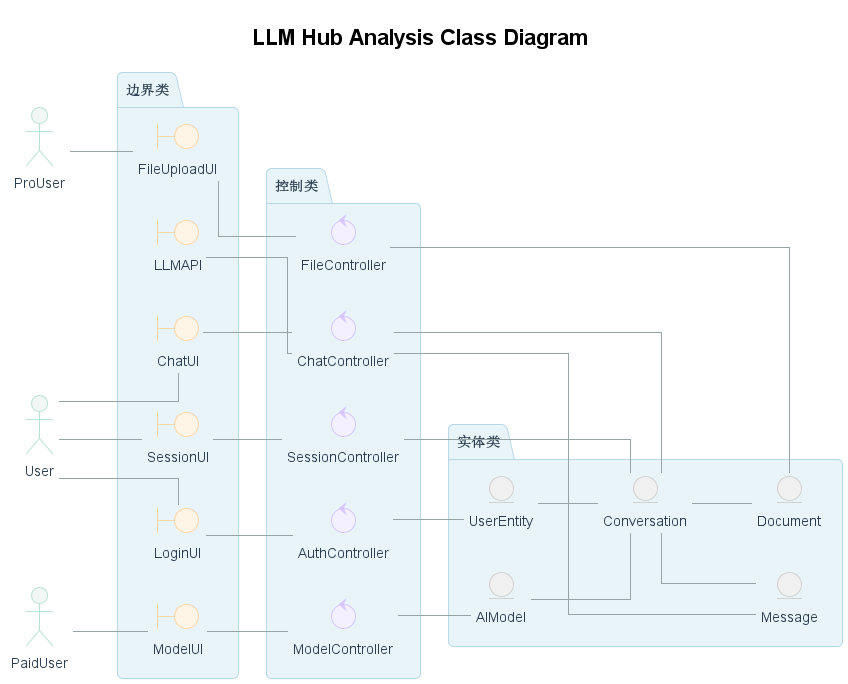 LLM Hub Analysis Class Diagram
边界类
控制类
实体类
ProUser
User
PaidUser
FileUploadUI
LLMAPI
ChatUI
SessionUI
LoginUI
ModelUI
FileController
ChatController
SessionController
AuthController
ModelController
UserEntity
Conversation
Document
AIModel
Message